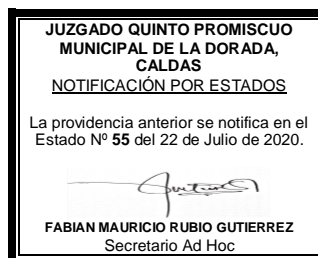 JUZGADO QUINTO PROMISCUO
MUNICIPAL DE LA DORADA,
CALDAS
NOTIFICACIÓN POR ESTADOS
La providencia anterior se notifica en el
Estado Nº 55 del 22 de Julio de 2020.
FABIAN MAURICIO RUBIO GUTIERREZ
Secretario Ad Hoc